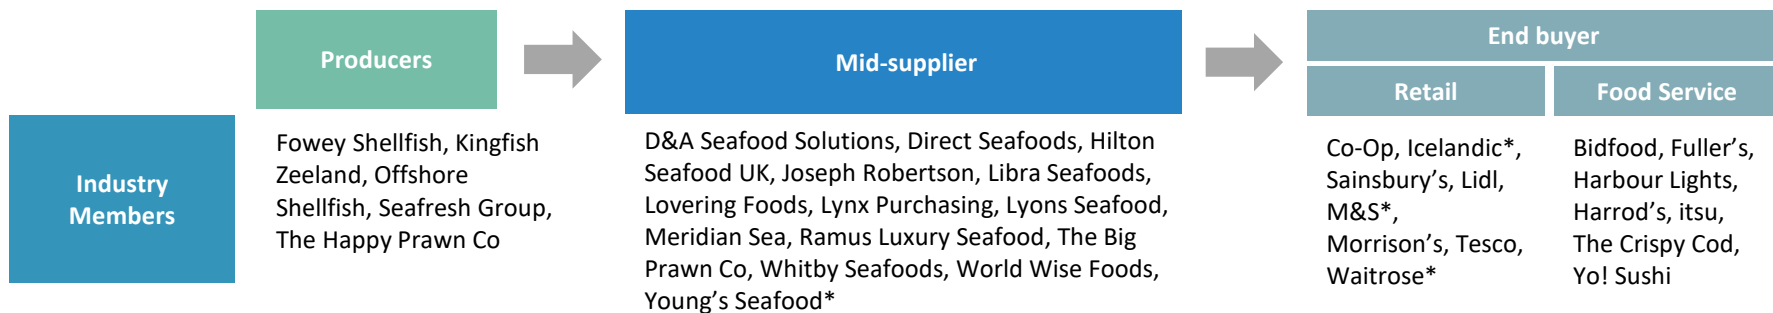 Producers
Mid-supplier
End buyer
Retail
Food Service
Industry
Members
Fowey Shellfish, Kingfish
Zeeland, Offshore
Shellfish, Seafresh Group,
The Happy Prawn Co
D&A Seafood Solutions, Direct Seafoods, Hilton
Seafood UK, Joseph Robertson, Libra Seafoods,
Lovering Foods, Lynx Purchasing, Lyons Seafood,
Meridian Sea, Ramus Luxury Seafood, The Big
Prawn Co, Whitby Seafoods, World Wise Foods,
Young’s Seafood*
Co-Op, Icelandic*,
Sainsbury’s, Lidl,
M&S*,
Morrison’s, Tesco,
Waitrose*
Bidfood, Fuller’s,
Harbour Lights,
Harrod’s, itsu,
The Crispy Cod,
Yo! Sushi